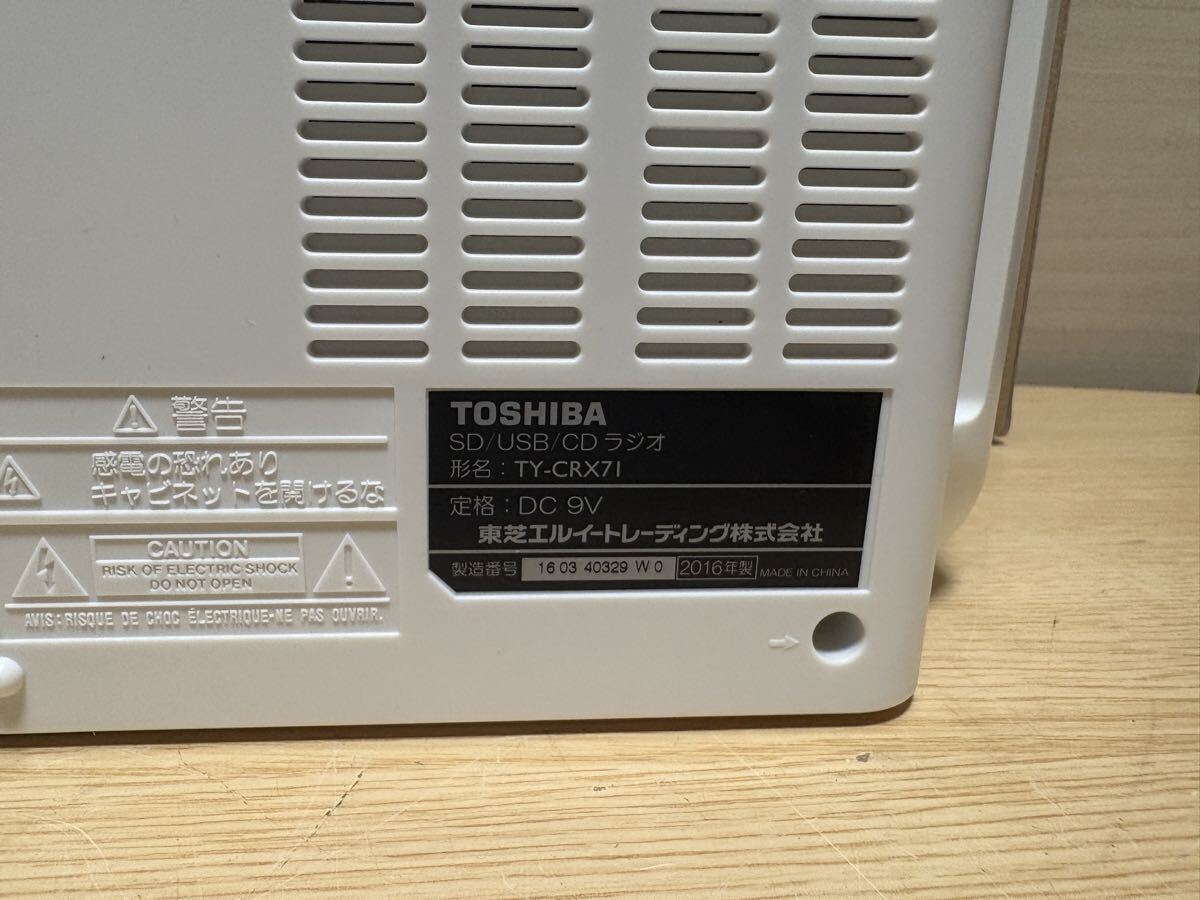 警告
感電の恐れあり
キャビネットを開けるな
CAUTION
RISK OF ELECTRIC SHOCK
DO NOT OPEN
AVIS : RISQUE DE CHOC ÉLECTRIQUE-NE PAS OUVRIR.
TOSHIBA
SD/USB/CD ラジオ
形名 : TY-CRX71
定格 : DC 9V
東芝エルイートレーディング株式会社
製造番号 16 03 40329 W 0 2016年製 MADE IN CHINA